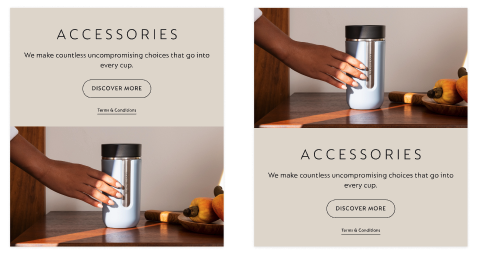 ACCESSORIES
We make countless uncompromising choices that go into
every cup.
DISCOVER MORE
Terms & Conditions
ACCESSORIES
We make countless uncompromising choices that go into
every cup.
DISCOVER MORE
Terms & Conditions